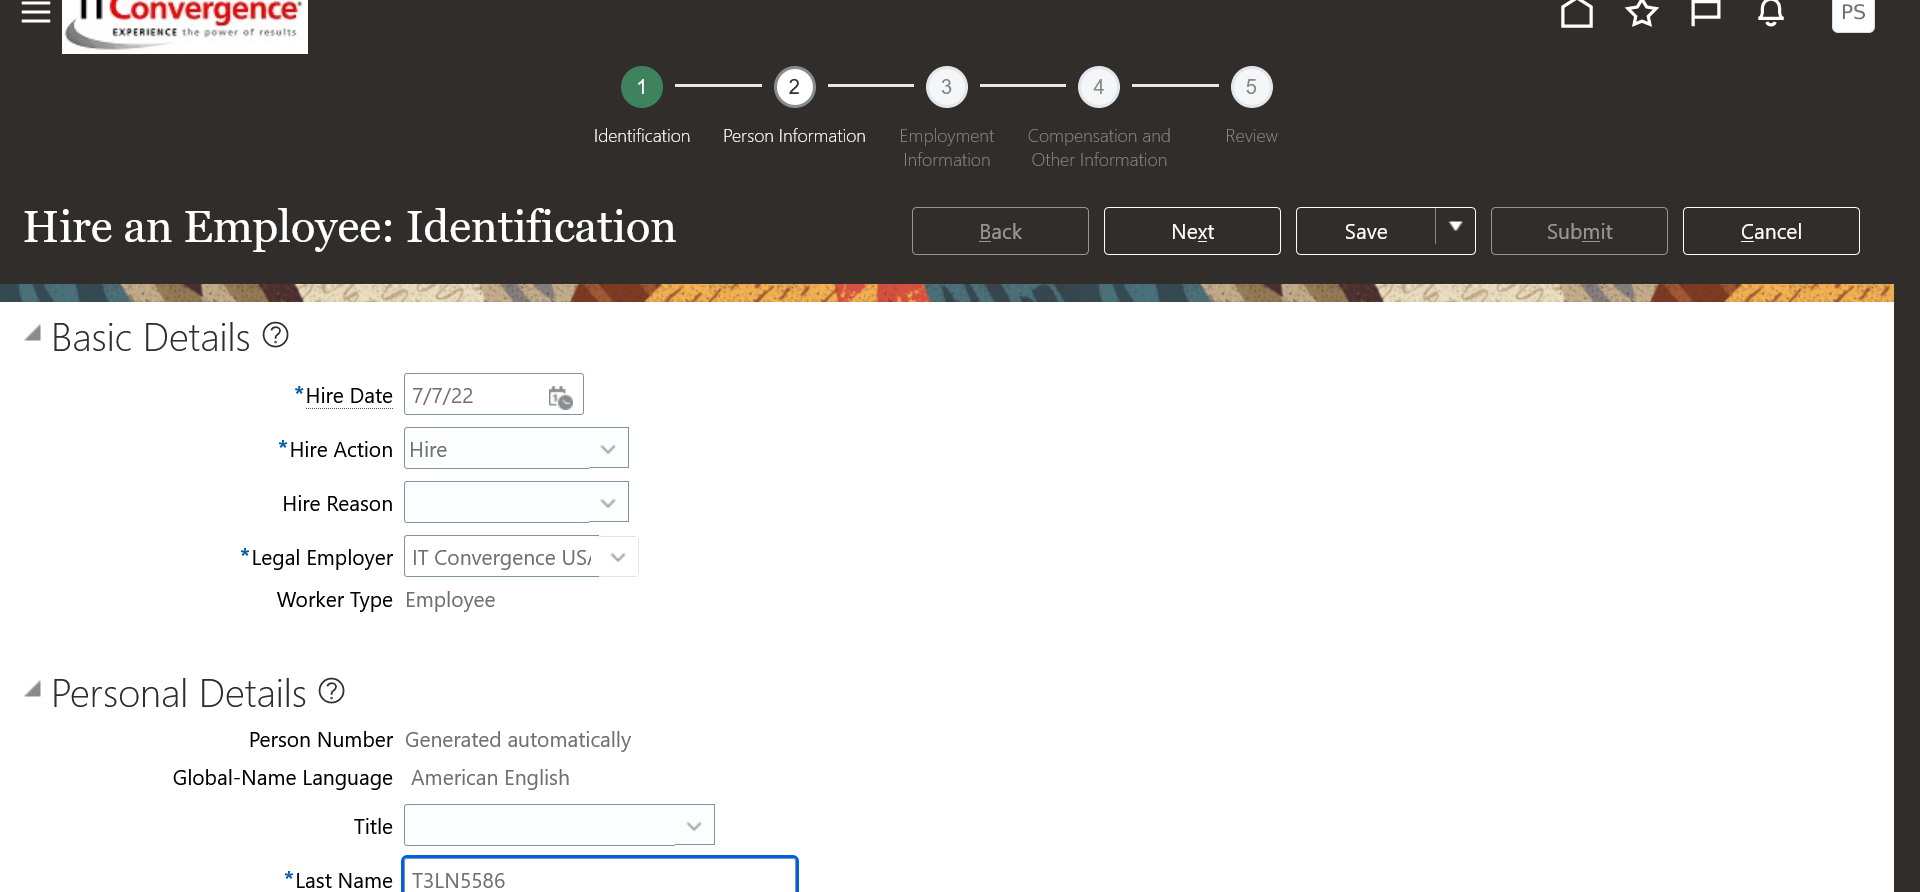 IT Convergence
EXPERIENCE the power of results
PS
1
2
3
4
5
Identification
Person Information
Employment
Information
Compensation and
Other Information
Review
Hire an Employee: Identification
Back
Next
Save
Submit
Cancel
Basic Details ?
*Hire Date 7/7/22
*Hire Action Hire
Hire Reason
*Legal Employer IT Convergence USA
Worker Type Employee
Personal Details ?
Person Number Generated automatically
Global-Name Language American English
Title
*Last Name T3LN5586